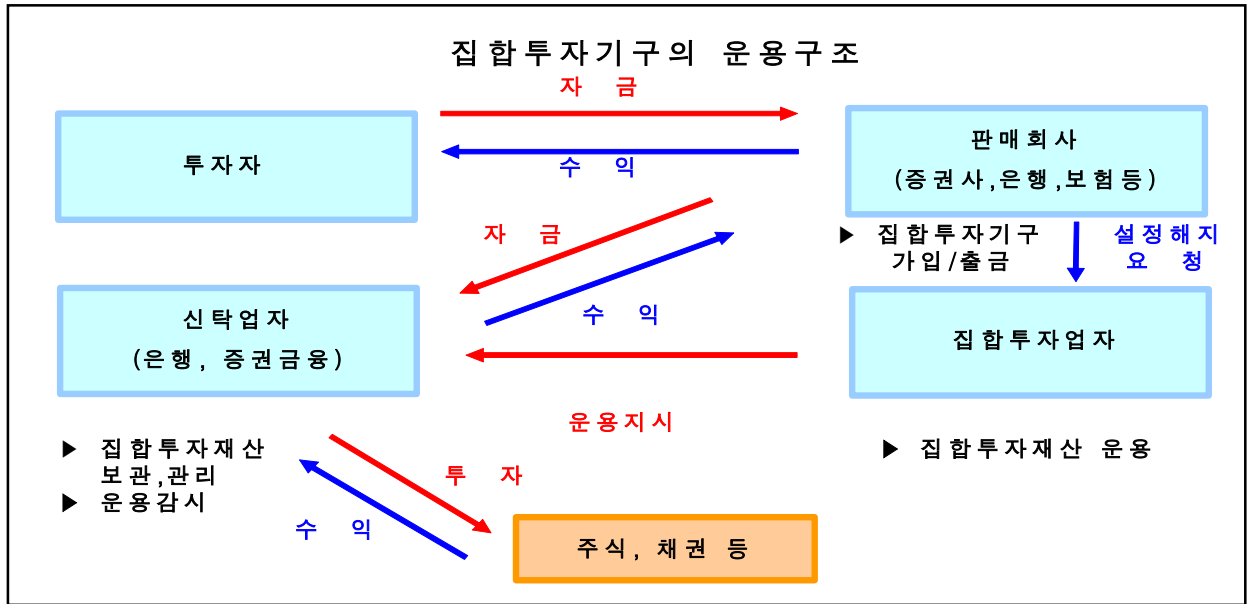 집합투자기구의 운용구조
자 금
투자자
수 익
판매회사
(증권사,은행,보험등)
자 금
▶ 집합투자기구
가입/출금
설정해지
요 청
신탁업자
(은행, 증권금융)
수 익
집합투자업자
운용지시
▶ 집합투자재산
보관,관리
▶ 운용감시
▶ 집합투자재산 운용
투 자
수 익
주식, 채권 등